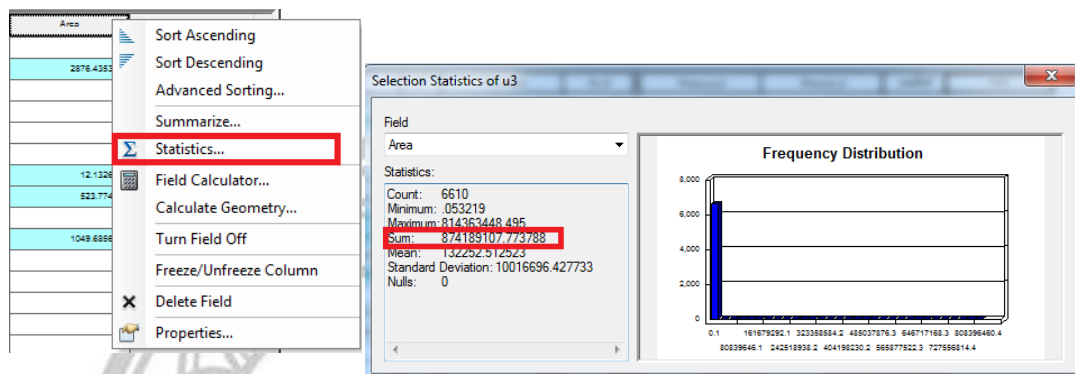 Area
2876.4353
12.1326
523.774
1049.6856
Sort Ascending
Sort Descending
Advanced Sorting...
Summarize...
Σ Statistics...
Field Calculator...
Calculate Geometry...
Turn Field Off
Freeze/Unfreeze Column
Delete Field
Properties...
Selection Statistics of u3
X
Field
Area
Statistics:
Count: 6610
Minimum: .053219
Maximum: 814363448.495
Sum: 874189107.773788
Mean: 132252.512523
Standard Deviation: 10016696.427733
Nulls: 0
Frequency Distribution
8,000
6,000
4,000
2,000
0
0.1 161679292.1 323358584.2 485037876.3 646717168.3 808396460.4
80839646.1 242518938.2 404198230.2 565877522.3 727556814.4